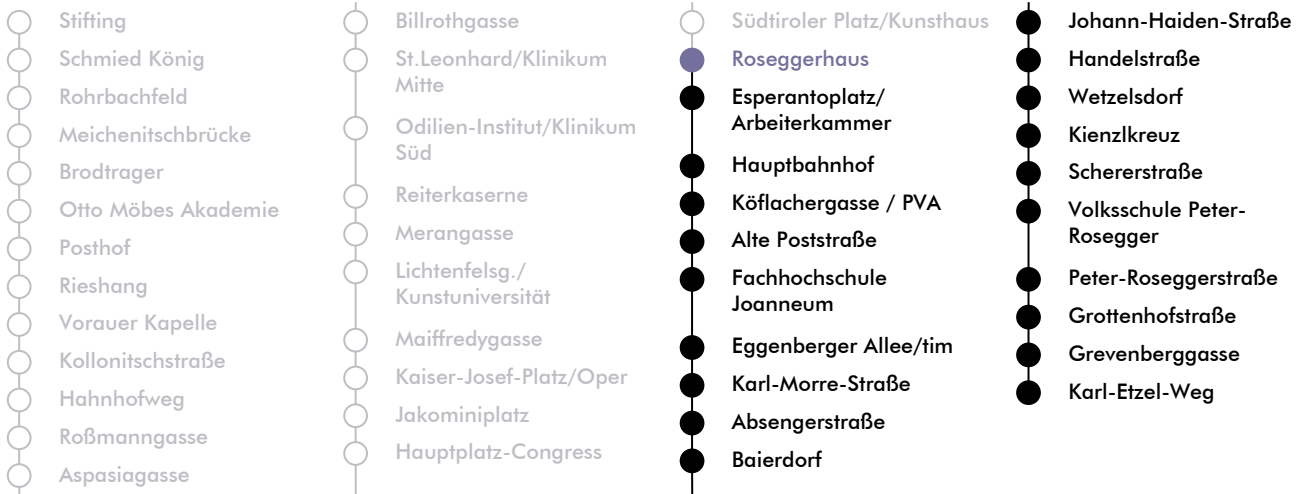 Stifting
Schmied König
Rohrbachfeld
Meichenitschbrücke
Brodtrager
Otto Möbes Akademie
Posthof
Rieshang
Vorauer Kapelle
Kollonitschstraße
Hahnhofweg
Roßmanngasse
Aspasiagasse
Billrothgasse
St.Leonhard/Klinikum
Mitte
Odilien-Institut/Klinikum
Süd
Reiterkaserne
Merangasse
Lichtenfelsg./
Kunstuniversität
Maiffredygasse
Kaiser-Josef-Platz/Oper
Jakominiplatz
Hauptplatz-Congress
Südtiroler Platz/Kunsthaus
Roseggerhaus
Esperantoplatz/
Arbeiterkammer
Hauptbahnhof
Köflachergasse / PVA
Alte Poststraße
Fachhochschule
Joanneum
Eggenberger Allee/tim
Karl-Morre-Straße
Absengerstraße
Baierdorf
Johann-Haiden-Straße
Handelstraße
Wetzelsdorf
Kienzlkreuz
Schererstraße
Volksschule Peter-
Rosegger
Peter-Roseggerstraße
Grottenhofstraße
Grevenberggasse
Karl-Etzel-Weg